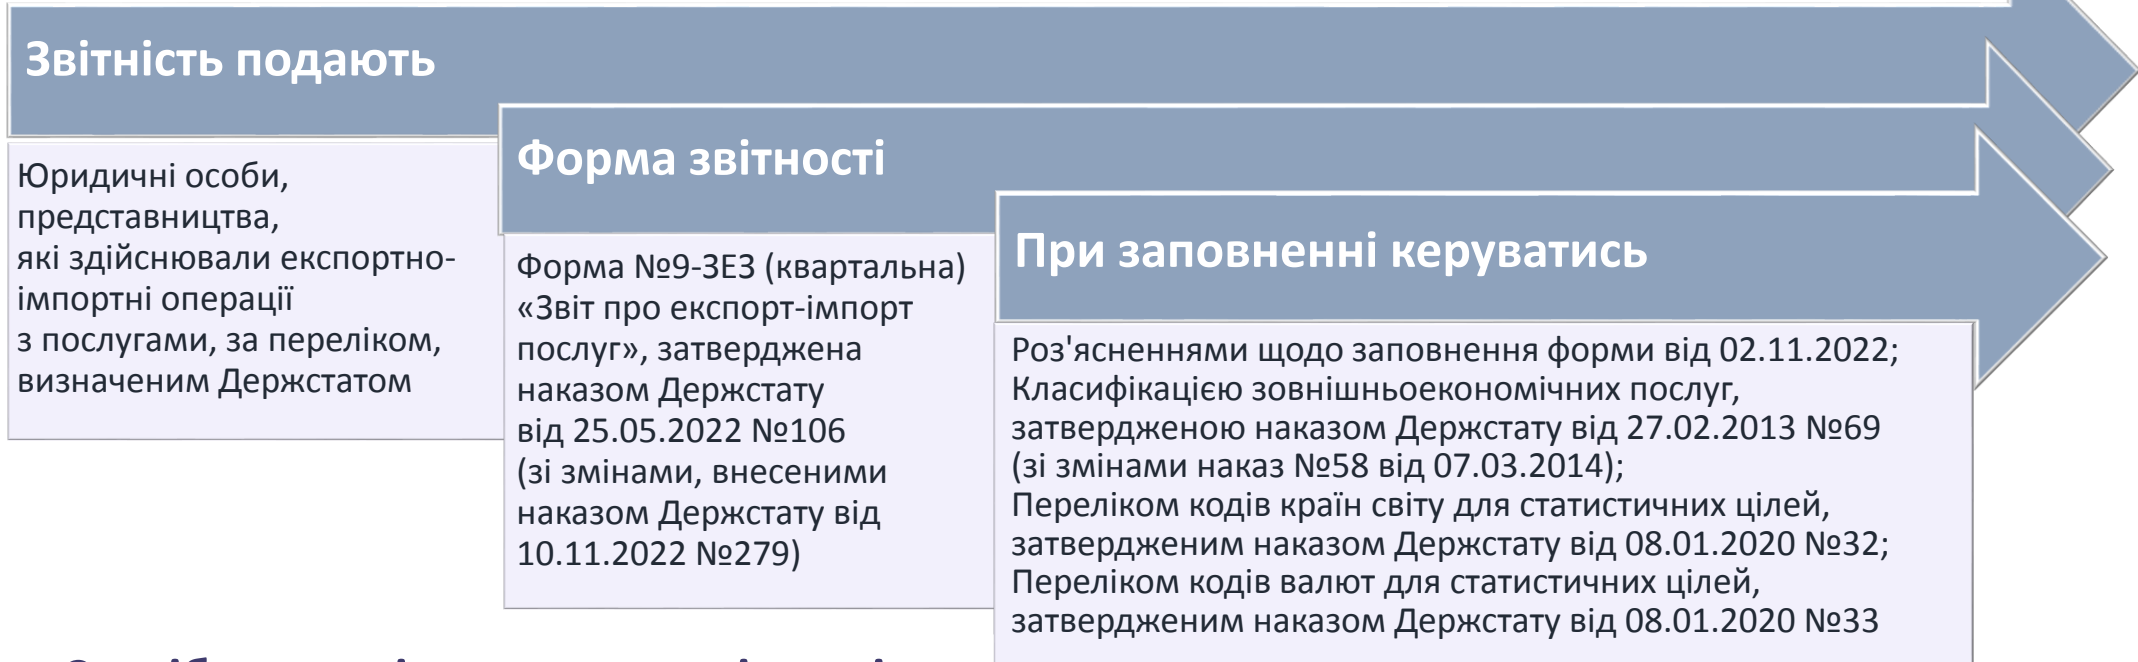 Звітність подають
Юридичні особи,
представництва,
які здійснювали експортно-
імпортні операції
з послугами, за переліком,
визначеним Держстатом
Форма звітності
Форма №9-ЗЕЗ (квартальна)
«Звіт про експорт-імпорт
послуг», затверджена
наказом Держстату
від 25.05.2022 №106
(зі змінами, внесеними
наказом Держстату від
10.11.2022 №279)
При заповненні керуватись
Роз'ясненнями щодо заповнення форми від 02.11.2022;
Класифікацією зовнішньоекономічних послуг,
затвердженою наказом Держстату від 27.02.2013 №69
(зі змінами наказ №58 від 07.03.2014);
Переліком кодів країн світу для статистичних цілей,
затвердженим наказом Держстату від 08.01.2020 №32;
Переліком кодів валют для статистичних цілей,
затвердженим наказом Держстату від 08.01.2020 №33